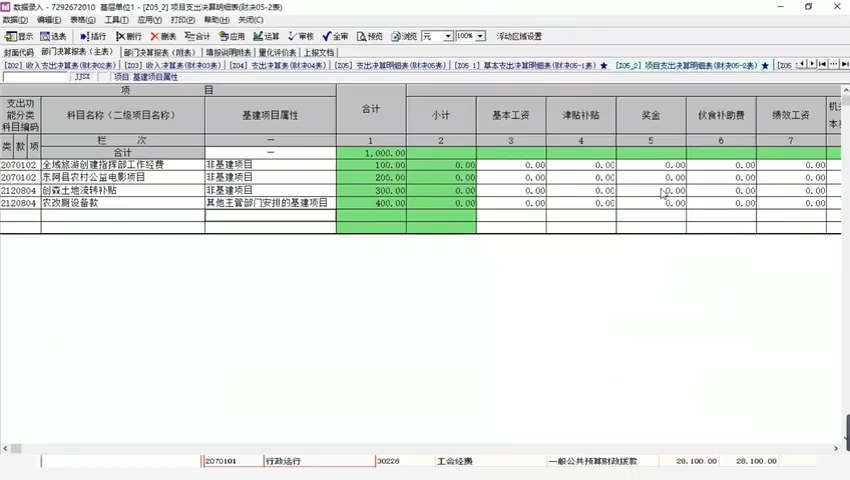 数据录入 - 7292672010 基层单位1 - [Z05_2] 项目支出决算明细表(财决05-2表)
数据(D) 编辑(E) 表格(G) 工具(T) 应用(Y) 打印(P) 帮助(H) 关闭(C)
显示 选表 插行 删行 删表 合计 应用 运算 审核 全审 预览 浏览 元 100% 浮动区域设置
封面代码 部门决算报表（主表） 部门决算报表（附表） 填报说明附表 量化评价表 上报文档
[Z02] 收入支出决算表(财决02表) [Z03] 收入决算表(财决03表) [Z04] 支出决算表(财决04表) [Z05] 支出决算明细表(财决05表) [Z05_1] 基本支出决算明细表(财决05-1表) ★ [Z05_2] 项目支出决算明细表(财决05-2表) ★ [Z05
JJSX 项目 基建项目属性
项 目
支出功能分类科目编码 科目名称（二级项目名称） 基建项目属性 合计 小计 基本工资 津贴补贴 奖金 伙食补助费 绩效工资
类 款 项 栏 次 一 1 2 3 4 5 6 7
合计 一 1,000.00
2070102 全域旅游创建指挥部工作经费 非基建项目 100.00 0.00 0.00 0.00 0.00 0.00 0.00
2070102 东阿县农村公益电影项目 非基建项目 200.00 0.00 0.00 0.00 0.00 0.00 0.00
2120804 创森土地流转补贴 非基建项目 300.00 0.00 0.00 0.00 0.00 0.00 0.00
2120804 农改厕设备款 其他主管部门安排的基建项目 400.00 0.00 0.00 0.00 0.00 0.00 0.00
2070101 行政运行 30228 工会经费 一般公共预算财政拨款 28,100.00 28,100.00